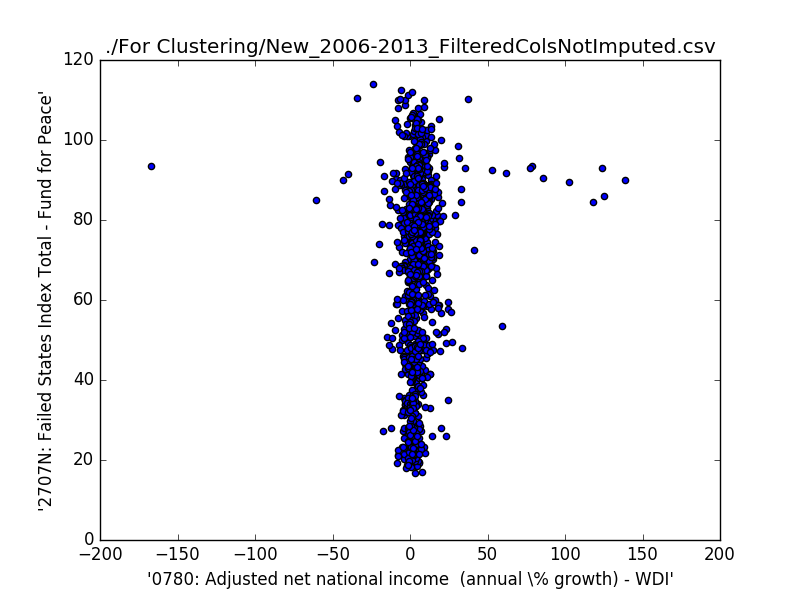 ./For Clustering/New_2006-2013_FilteredColsNotImputed.csv
120
100
80
60
40
20
0
'2707N: Failed States Index Total - Fund for Peace'
−200 −150 −100 −50 0 50 100 150 200
'0780: Adjusted net national income  (annual \% growth) - WDI'